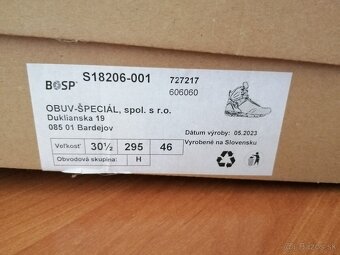 BOSP S18206-001 727217
606060
OBUV-ŠPECIÁL, spol. s r.o.
Duklianska 19
085 01 Bardejov
Dátum výroby: 05.2023
Vyrobené na Slovensku
Veľkosť 30½ 295 46
Obvodová skupina: H